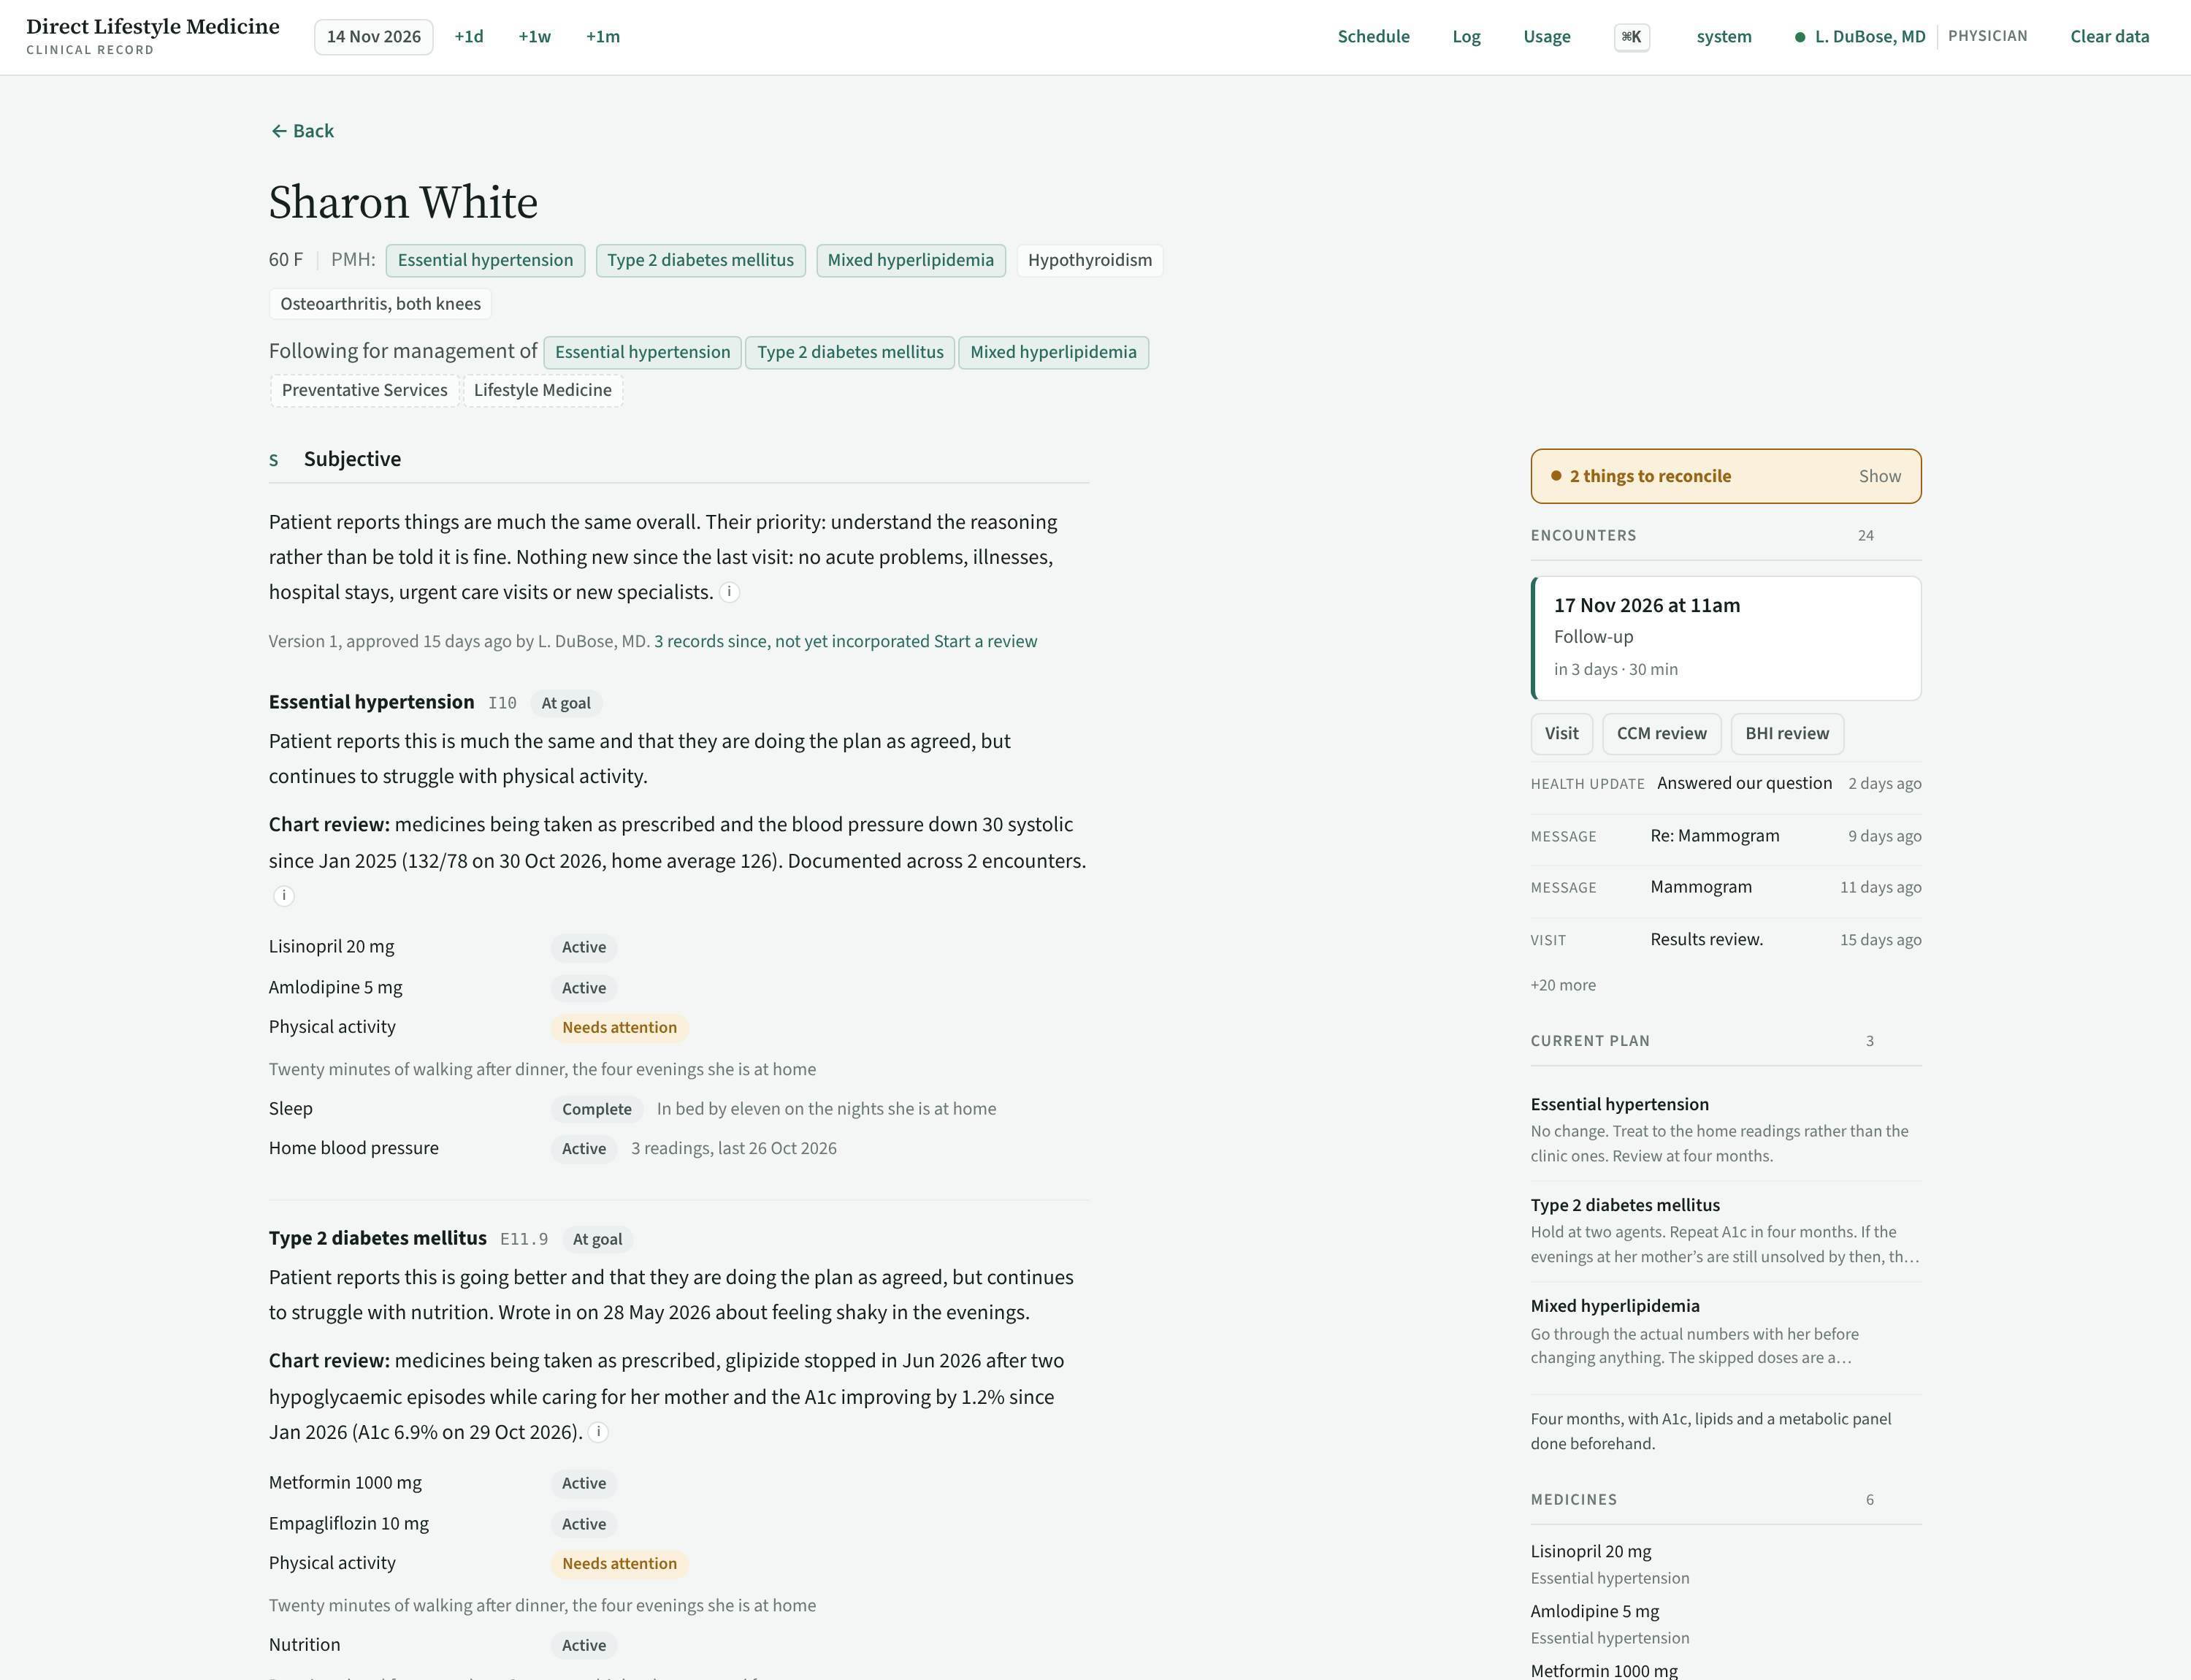 Direct Lifestyle Medicine
CLINICAL RECORD
14 Nov 2026 +1d +1w +1m
Schedule Log Usage ⌘K system L. DuBose, MD PHYSICIAN Clear data
← Back
Sharon White
60 F PMH: Essential hypertension Type 2 diabetes mellitus Mixed hyperlipidemia Hypothyroidism
Osteoarthritis, both knees
Following for management of Essential hypertension Type 2 diabetes mellitus Mixed hyperlipidemia
Preventative Services Lifestyle Medicine
S Subjective
Patient reports things are much the same overall. Their priority: understand the reasoning
rather than be told it is fine. Nothing new since the last visit: no acute problems, illnesses,
hospital stays, urgent care visits or new specialists. i
Version 1, approved 15 days ago by L. DuBose, MD. 3 records since, not yet incorporated Start a review
Essential hypertension I10 At goal
Patient reports this is much the same and that they are doing the plan as agreed, but
continues to struggle with physical activity.
Chart review: medicines being taken as prescribed and the blood pressure down 30 systolic
since Jan 2025 (132/78 on 30 Oct 2026, home average 126). Documented across 2 encounters.
i
Lisinopril 20 mg Active
Amlodipine 5 mg Active
Physical activity Needs attention
Twenty minutes of walking after dinner, the four evenings she is at home
Sleep Complete In bed by eleven on the nights she is at home
Home blood pressure Active 3 readings, last 26 Oct 2026
Type 2 diabetes mellitus E11.9 At goal
Patient reports this is going better and that they are doing the plan as agreed, but continues
to struggle with nutrition. Wrote in on 28 May 2026 about feeling shaky in the evenings.
Chart review: medicines being taken as prescribed, glipizide stopped in Jun 2026 after two
hypoglycaemic episodes while caring for her mother and the A1c improving by 1.2% since
Jan 2026 (A1c 6.9% on 29 Oct 2026). i
Metformin 1000 mg Active
Empagliflozin 10 mg Active
Physical activity Needs attention
Twenty minutes of walking after dinner, the four evenings she is at home
Nutrition Active
2 things to reconcile Show
ENCOUNTERS 24
17 Nov 2026 at 11am
Follow-up
in 3 days · 30 min
Visit CCM review BHI review
HEALTH UPDATE Answered our question 2 days ago
MESSAGE Re: Mammogram 9 days ago
MESSAGE Mammogram 11 days ago
VISIT Results review. 15 days ago
+20 more
CURRENT PLAN 3
Essential hypertension
No change. Treat to the home readings rather than the
clinic ones. Review at four months.
Type 2 diabetes mellitus
Hold at two agents. Repeat A1c in four months. If the
evenings at her mother's are still unsolved by then, th…
Mixed hyperlipidemia
Go through the actual numbers with her before
changing anything. The skipped doses are a…
Four months, with A1c, lipids and a metabolic panel
done beforehand.
MEDICINES 6
Lisinopril 20 mg
Essential hypertension
Amlodipine 5 mg
Essential hypertension
Metformin 1000 mg